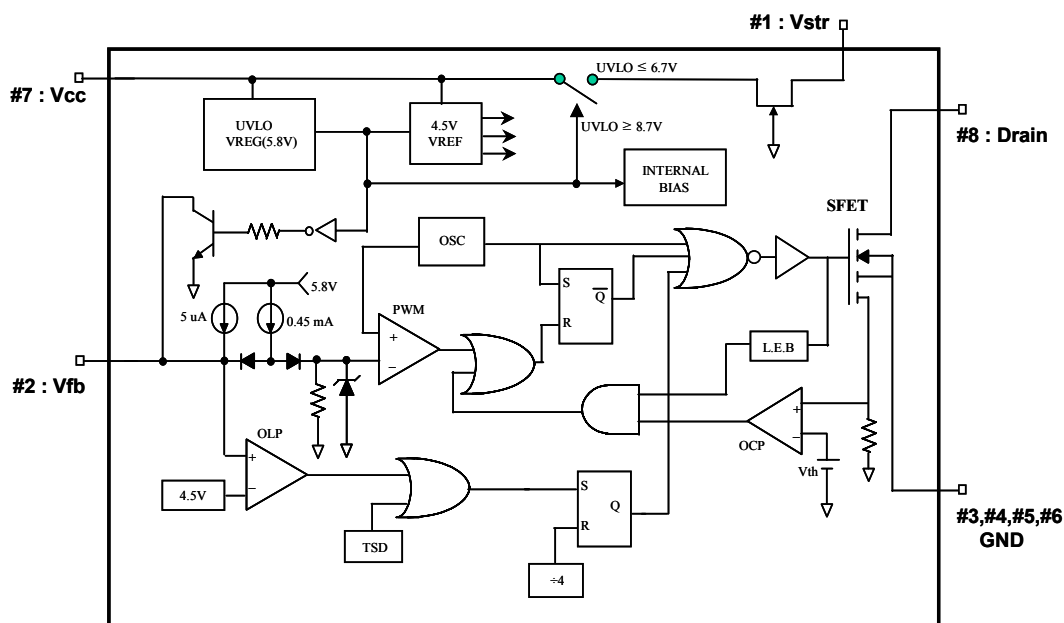 #1 : Vstr
UVLO ≤ 6.7V
#7 : Vcc
UVLO
VREG(5.8V)
4.5V
VREF
UVLO ≥ 8.7V
#8 : Drain
INTERNAL
BIAS
SFET
OSC
S
Q
R
5.8V
5 uA
0.45 mA
PWM
+
−
L.E.B
#2 : Vfb
OLP
+
−
4.5V
TSD
S
Q
R
÷4
+
−
OCP
Vth
#3,#4,#5,#6
GND